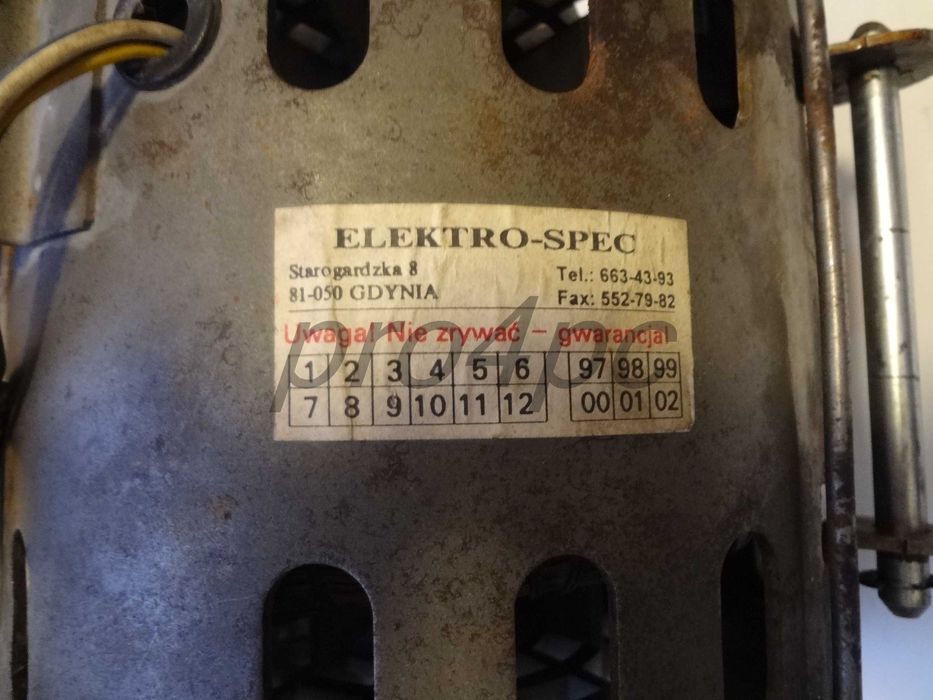 ELEKTRO-SPEC
Starogardzka 8
81-050 GDYNIA
Tel.: 663-43-93
Fax: 552-79-82
Uwaga! Nie zrywać – gwarancja!
1 2 3 4 5 6 97 98 99
7 8 9 10 11 12 00 01 02
pro4pc